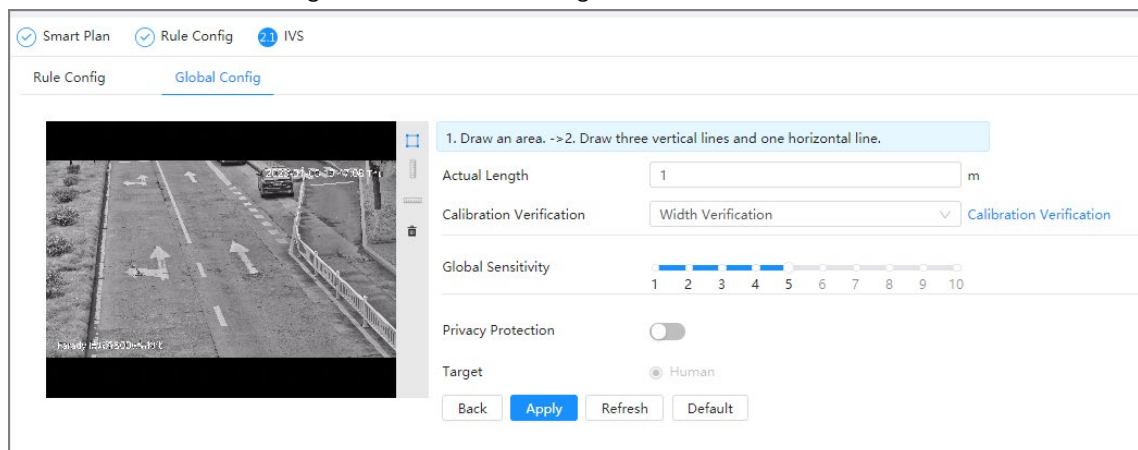 Smart Plan Rule Config 2.1 IVS
Rule Config Global Config
1. Draw an area. ->2. Draw three vertical lines and one horizontal line.
Actual Length 1 m
Calibration Verification Width Verification Calibration Verification
Global Sensitivity
1 2 3 4 5 6 7 8 9 10
Privacy Protection
Target Human
Back Apply Refresh Default